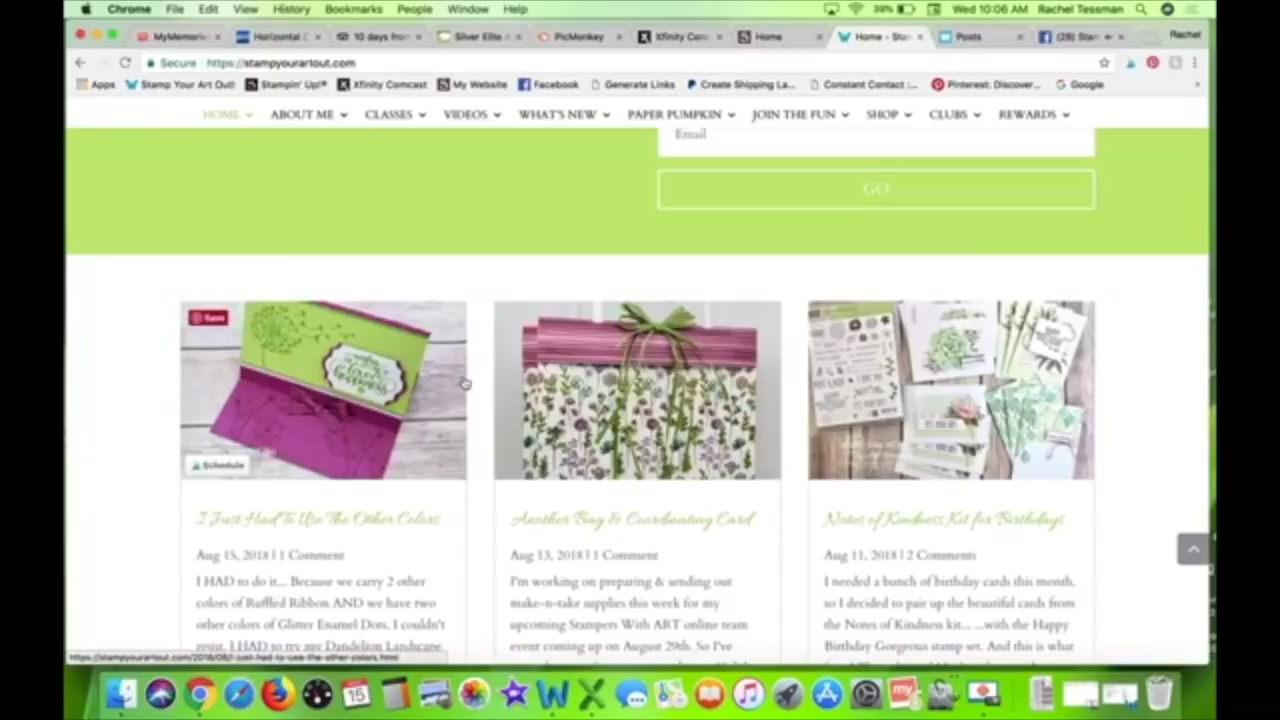 Chrome File Edit View History Bookmarks People Window Help 39% Wed 10:06 AM Rachel Tessman
MyMemories Horizontal C 10 days from Silver Elite PicMonkey Xfinity Con Home Home - Stam Posts (28) Stam Rachel
Secure https://stampyourartout.com
Apps Stamp Your Art Out! Stampin' Up!® Xfinity Comcast My Website Facebook Generate Links Create Shipping La... Constant Contact :... Pinterest: Discover... Google
HOME ABOUT ME CLASSES VIDEOS WHAT'S NEW PAPER PUMPKIN JOIN THE FUN SHOP CLUBS REWARDS
Email
GO
Save
Schedule
I Just Had To Use The Other Colors
Aug 15, 2018 | 1 Comment
I HAD to do it... Because we carry 2 other
colors of Ruffled Ribbon AND we have two
other colors of Glitter Enamel Dots, I couldn't
resist. I HAD to try my Dandelion Landscape
Another Bag & Coordinating Card
Aug 13, 2018 | 1 Comment
I'm working on preparing & sending out
make-n-take supplies this week for my
upcoming Stampers With ART online team
event coming up on August 29th. So I've
Notes of Kindness Kit for Birthdays
Aug 11, 2018 | 2 Comments
I needed a bunch of birthday cards this month,
so I decided to pair up the beautiful cards from
the Notes of Kindness kit... ...with the Happy
Birthday Gorgeous stamp set. And this is what
https://stampyourartout.com/2018/08/i-just-had-to-use-the-other-colors.html
15
my